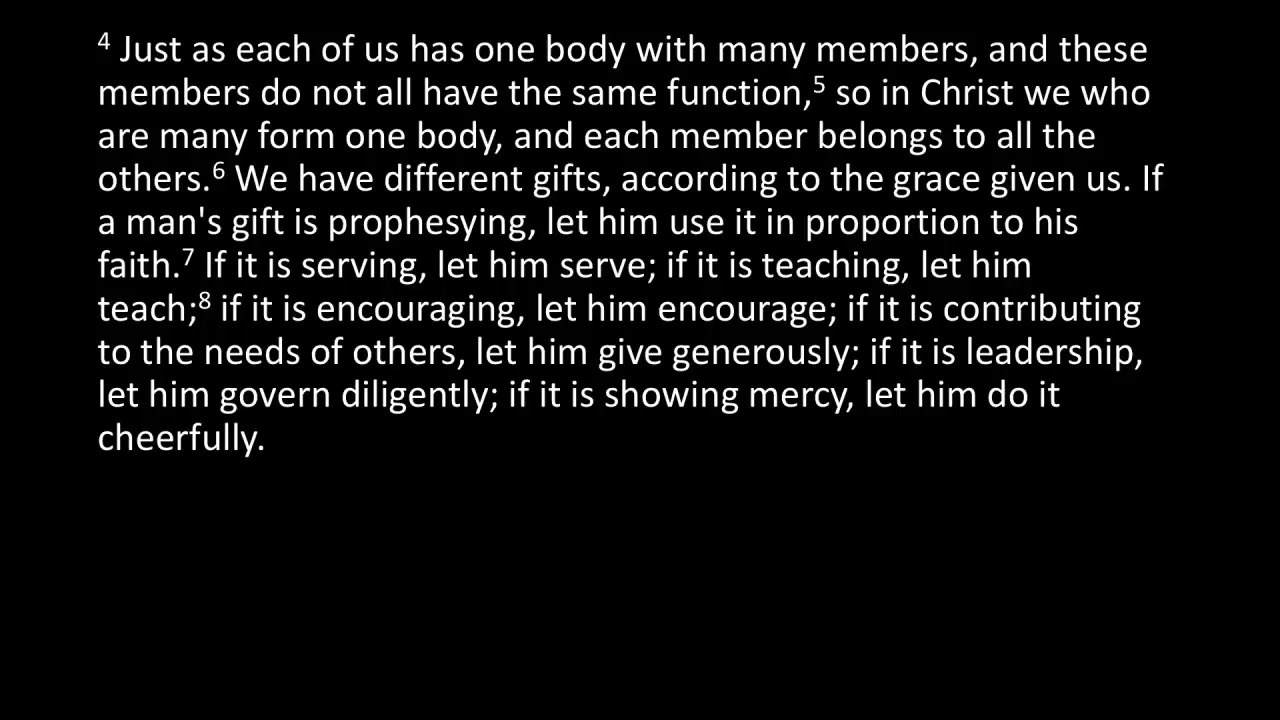 4 Just as each of us has one body with many members, and these
members do not all have the same function,5 so in Christ we who
are many form one body, and each member belongs to all the
others.6 We have different gifts, according to the grace given us. If
a man's gift is prophesying, let him use it in proportion to his
faith.7 If it is serving, let him serve; if it is teaching, let him
teach;8 if it is encouraging, let him encourage; if it is contributing
to the needs of others, let him give generously; if it is leadership,
let him govern diligently; if it is showing mercy, let him do it
cheerfully.